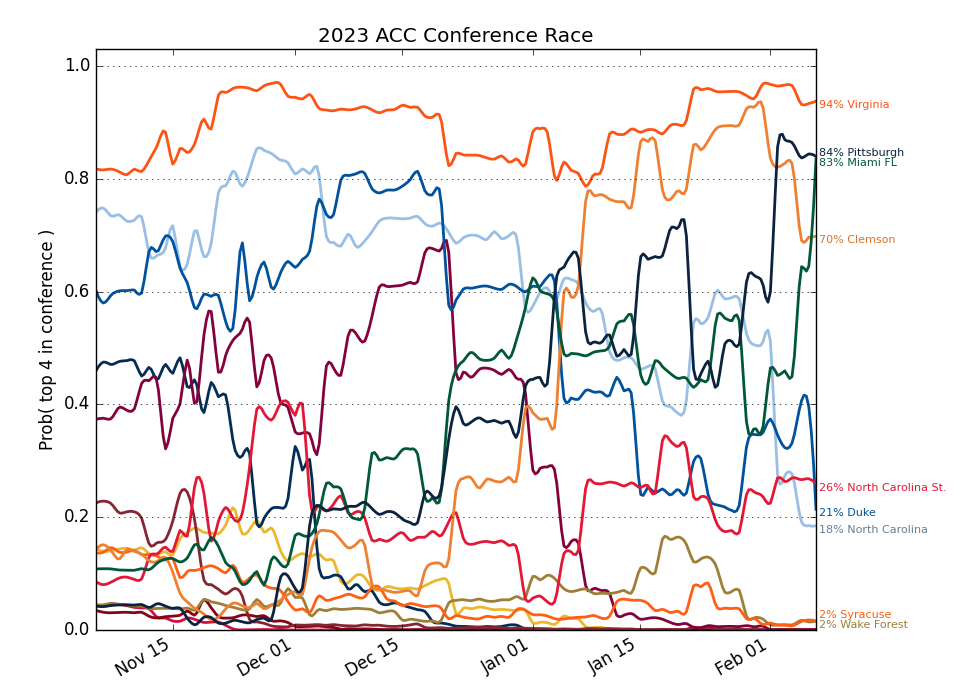 2023 ACC Conference Race
Prob( top 4 in conference )
1.0
0.8
0.6
0.4
0.2
0.0
Nov 15
Dec 01
Dec 15
Jan 01
Jan 15
Feb 01
94% Virginia
84% Pittsburgh
83% Miami FL
70% Clemson
26% North Carolina St.
21% Duke
18% North Carolina
2% Syracuse
2% Wake Forest